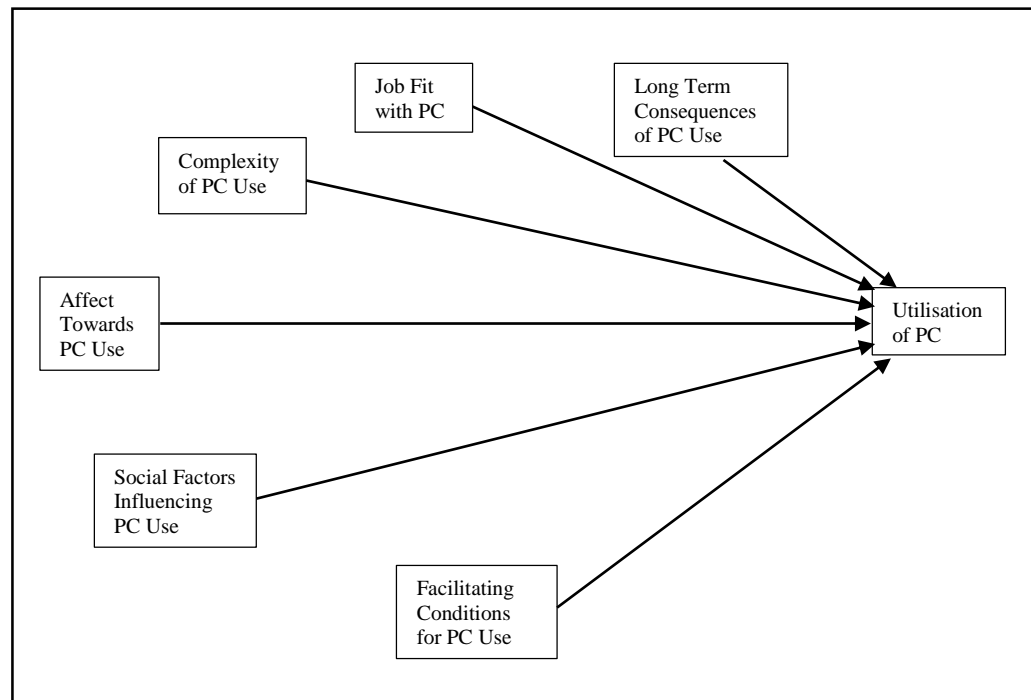 Job Fit
with PC
Long Term
Consequences
of PC Use
Complexity
of PC Use
Affect
Towards
PC Use
Utilisation
of PC
Social Factors
Influencing
PC Use
Facilitating
Conditions
for PC Use